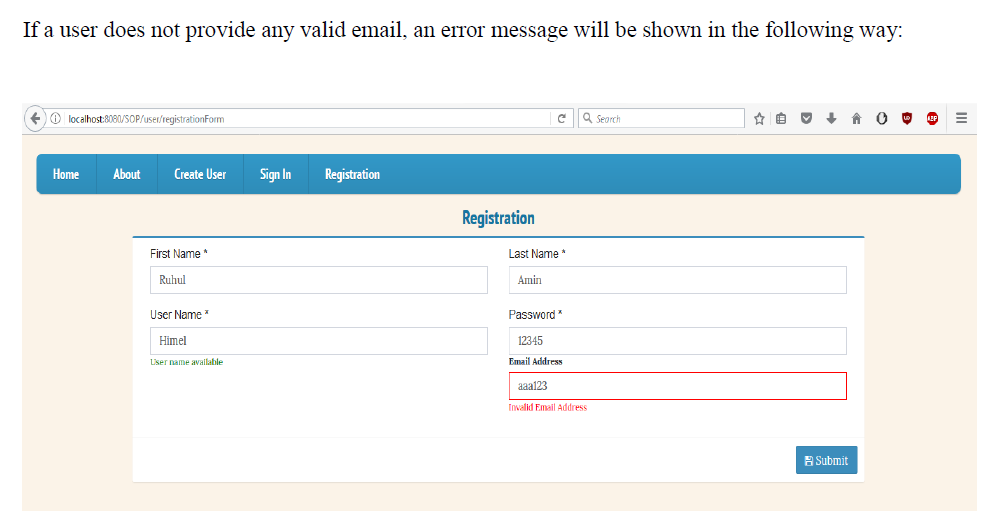 If a user does not provide any valid email, an error message will be shown in the following way:
localhost:8080/SOP/user/registrationForm
Search
ABP
Home About Create User Sign In Registration
Registration
First Name * Last Name *
Ruhul Amin
User Name * Password *
Himel 12345
User name available Email Address
aaa123
Invalid Email Address
Submit